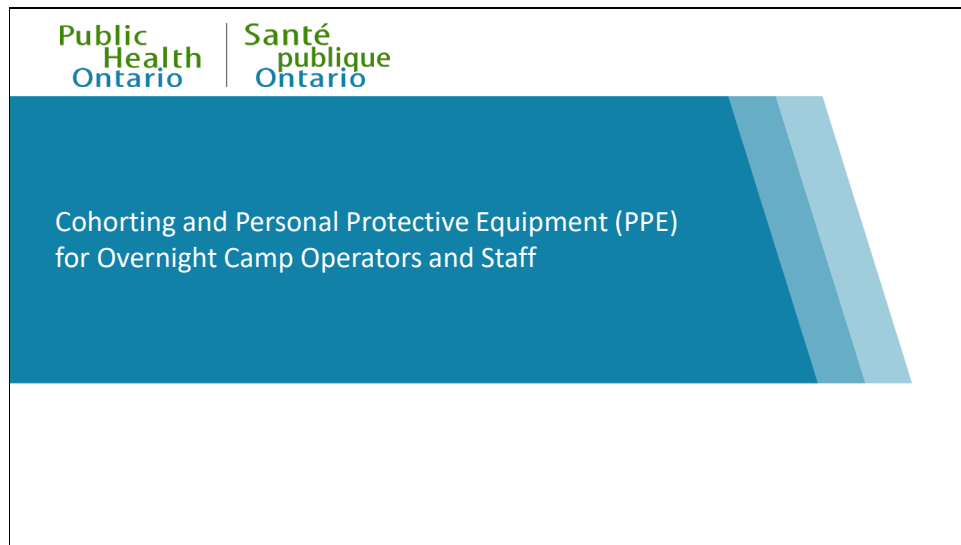 Public
Health
Ontario
Santé
publique
Ontario
Cohorting and Personal Protective Equipment (PPE)
for Overnight Camp Operators and Staff